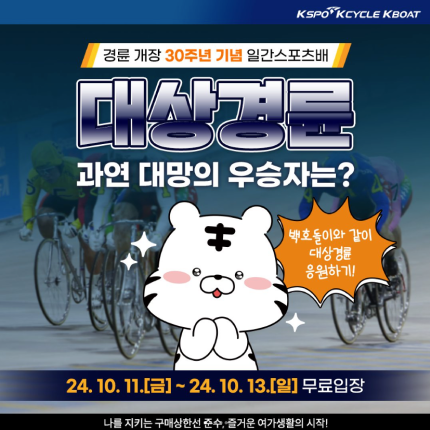 KSPO KCYCLE KBOAT
경륜 개장 30주년 기념 일간스포츠배
대상경륜
과연 대망의 우승자는?
백호돌이와 같이
대상경륜
응원하기!
24. 10. 11.[금] ~ 24. 10. 13.[일] 무료입장
나를 지키는 구매상한선 준수, 즐거운 여가생활의 시작!